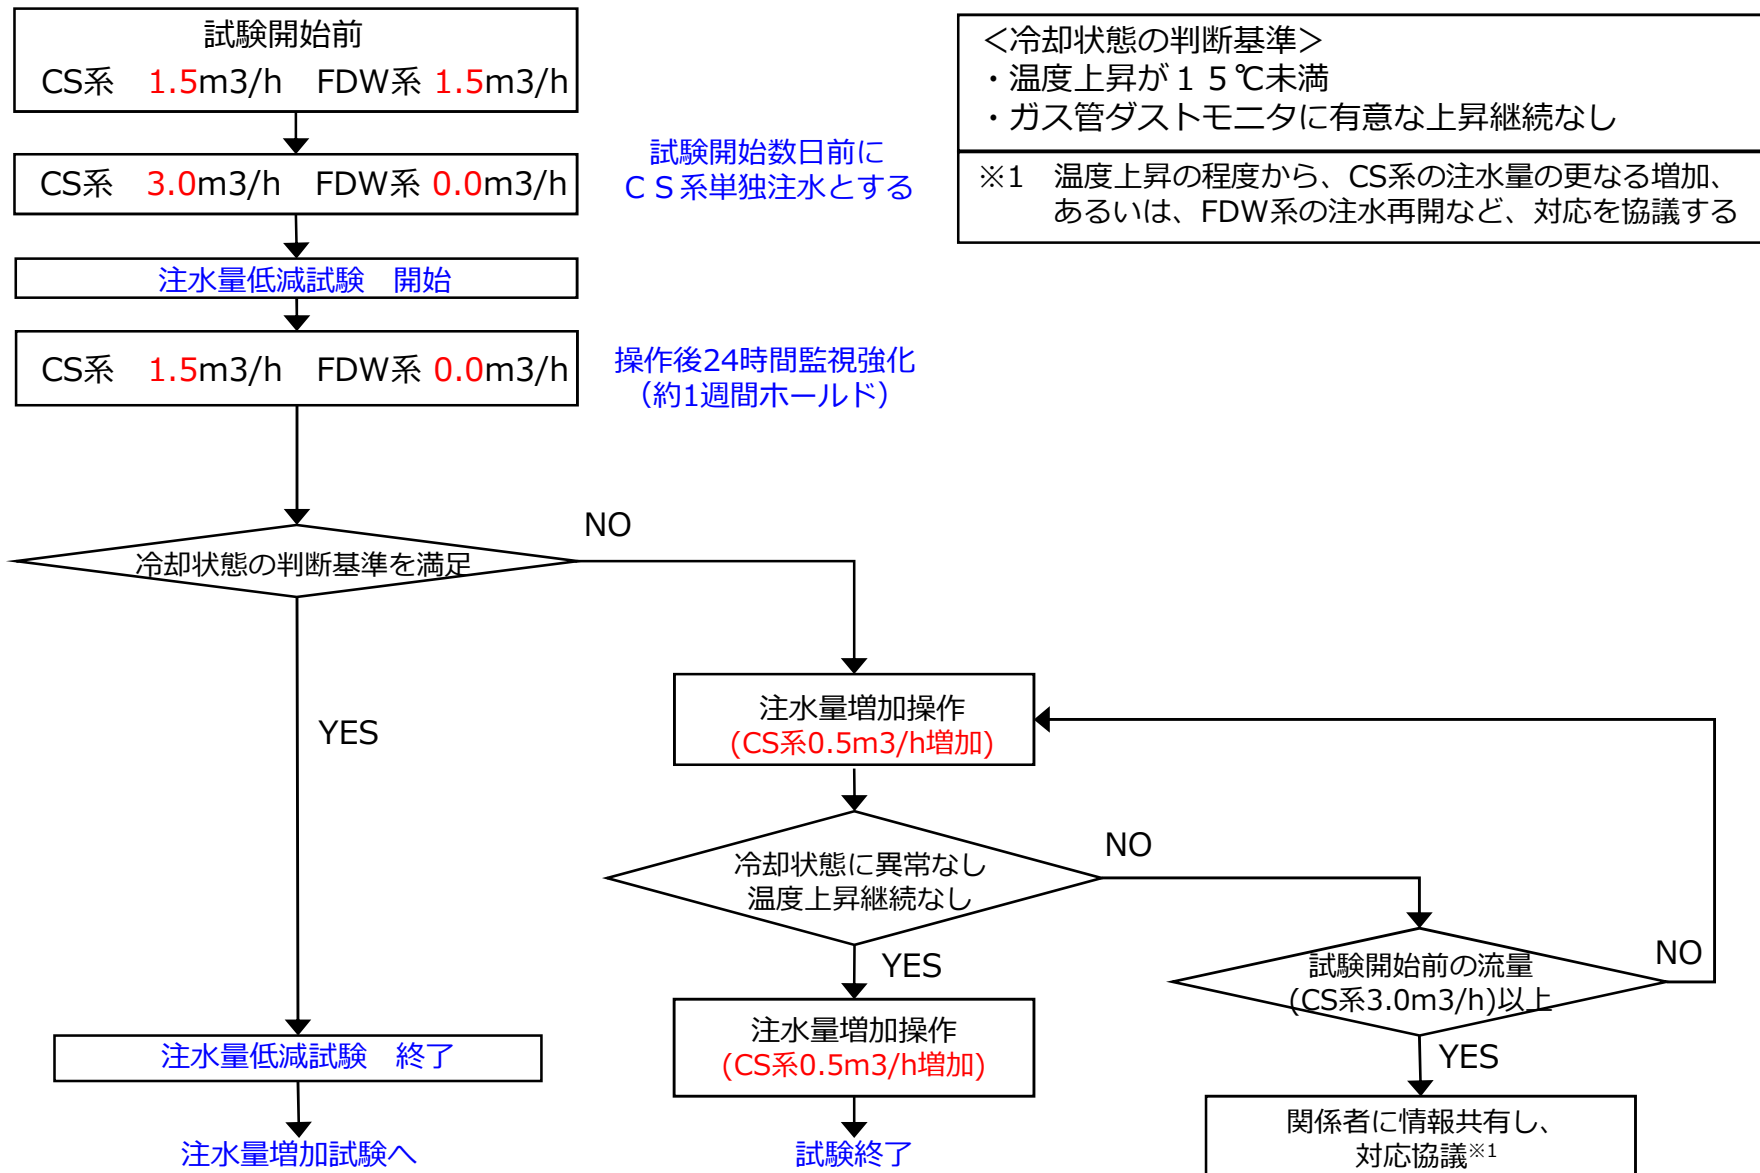 試験開始前
CS系　1.5m3/h　FDW系 1.5m3/h
CS系　3.0m3/h　FDW系 0.0m3/h
試験開始数日前に
ＣＳ系単独注水とする
＜冷却状態の判断基準＞
・温度上昇が１５℃未満
・ガス管ダストモニタに有意な上昇継続なし
※1　温度上昇の程度から、CS系の注水量の更なる増加、
あるいは、FDW系の注水再開など、対応を協議する
注水量低減試験　開始
CS系　1.5m3/h　FDW系 0.0m3/h
操作後24時間監視強化
（約1週間ホールド）
冷却状態の判断基準を満足
NO
YES
注水量増加操作
(CS系0.5m3/h増加)
冷却状態に異常なし
温度上昇継続なし
NO
YES
試験開始前の流量
(CS系3.0m3/h)以上
NO
YES
注水量増加操作
(CS系0.5m3/h増加)
注水量低減試験　終了
注水量増加試験へ
試験終了
関係者に情報共有し、
対応協議※1